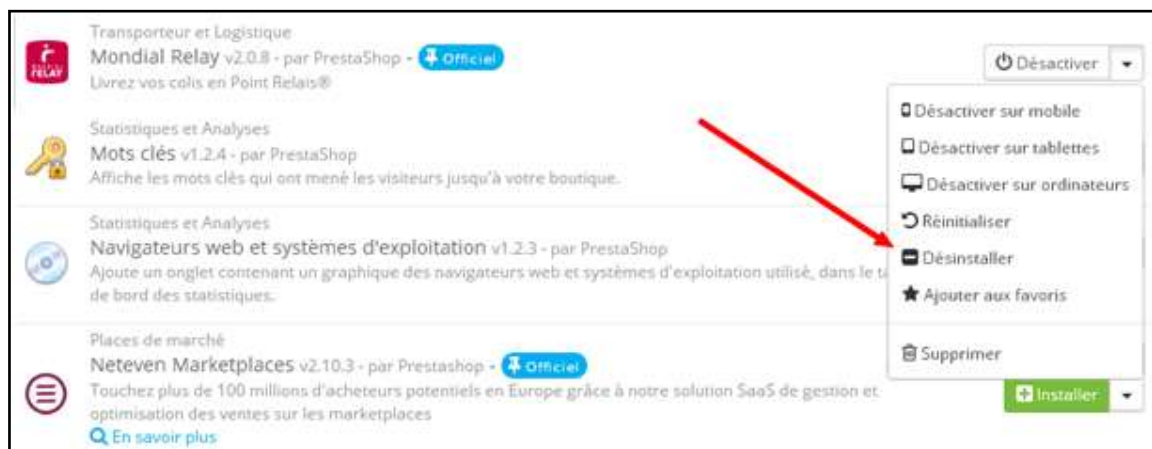 Transporteur et Logistique
Mondial Relay v2.0.8 - par PrestaShop - Officiel
Livrez vos colis en Point Relais®
Désactiver
RELAY
Désactiver sur mobile
Désactiver sur tablettes
Désactiver sur ordinateurs
Réinitialiser
Désinstaller
Ajouter aux favoris
Supprimer
Statistiques et Analyses
Mots clés v1.2.4 - par PrestaShop
Affiche les mots clés qui ont mené les visiteurs jusqu'à votre boutique.
Statistiques et Analyses
Navigateurs web et systèmes d'exploitation v1.2.3 - par PrestaShop
Ajoute un onglet contenant un graphique des navigateurs web et systèmes d'exploitation utilisé, dans le
de bord des statistiques.
Places de marché
Neteven Marketplaces v2.10.3 - par Prestashop - Officiel
Touchez plus de 100 millions d'acheteurs potentiels en Europe grâce à notre solution SaaS de gestion et
optimisation des ventes sur les marketplaces
En savoir plus
Installer